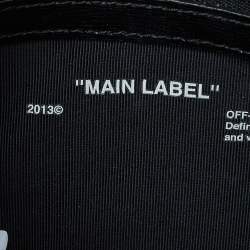 "MAIN LABEL"
2013©
OFF-
Defin
and v